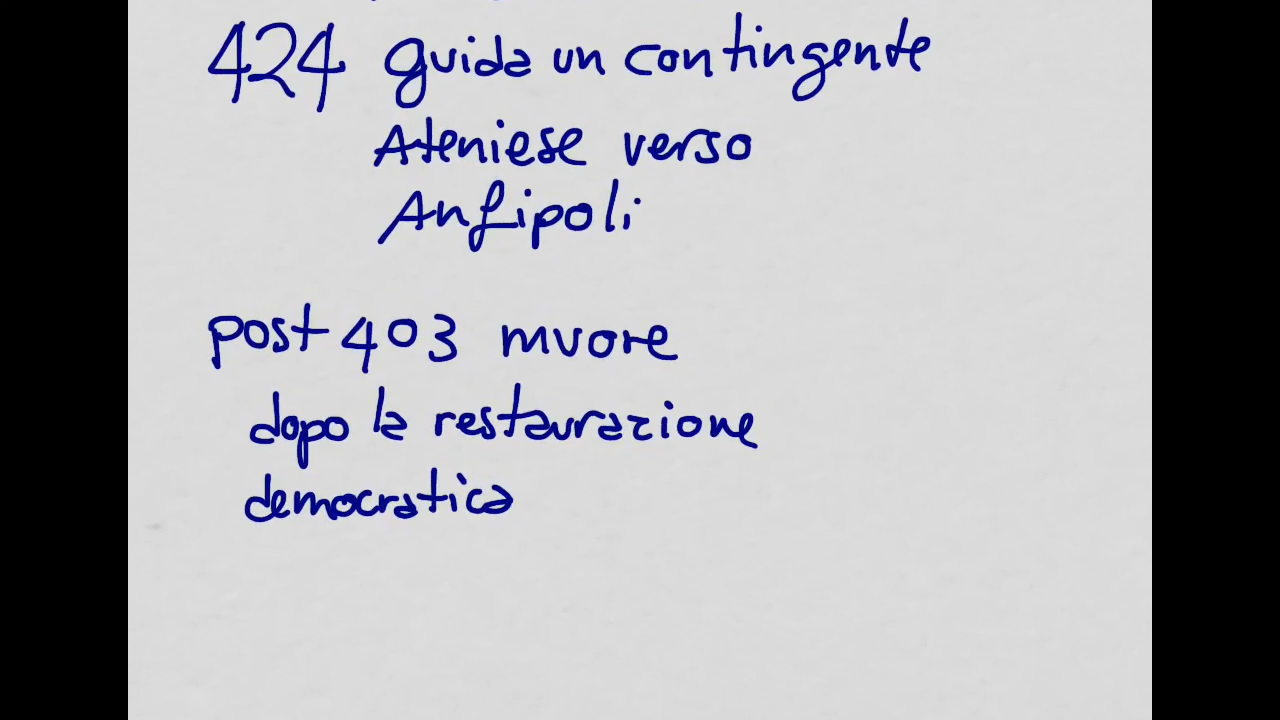 424 guida un contingente
Ateniese verso
Anfipoli
post 403 muore
dopo la restaurazione
democratica